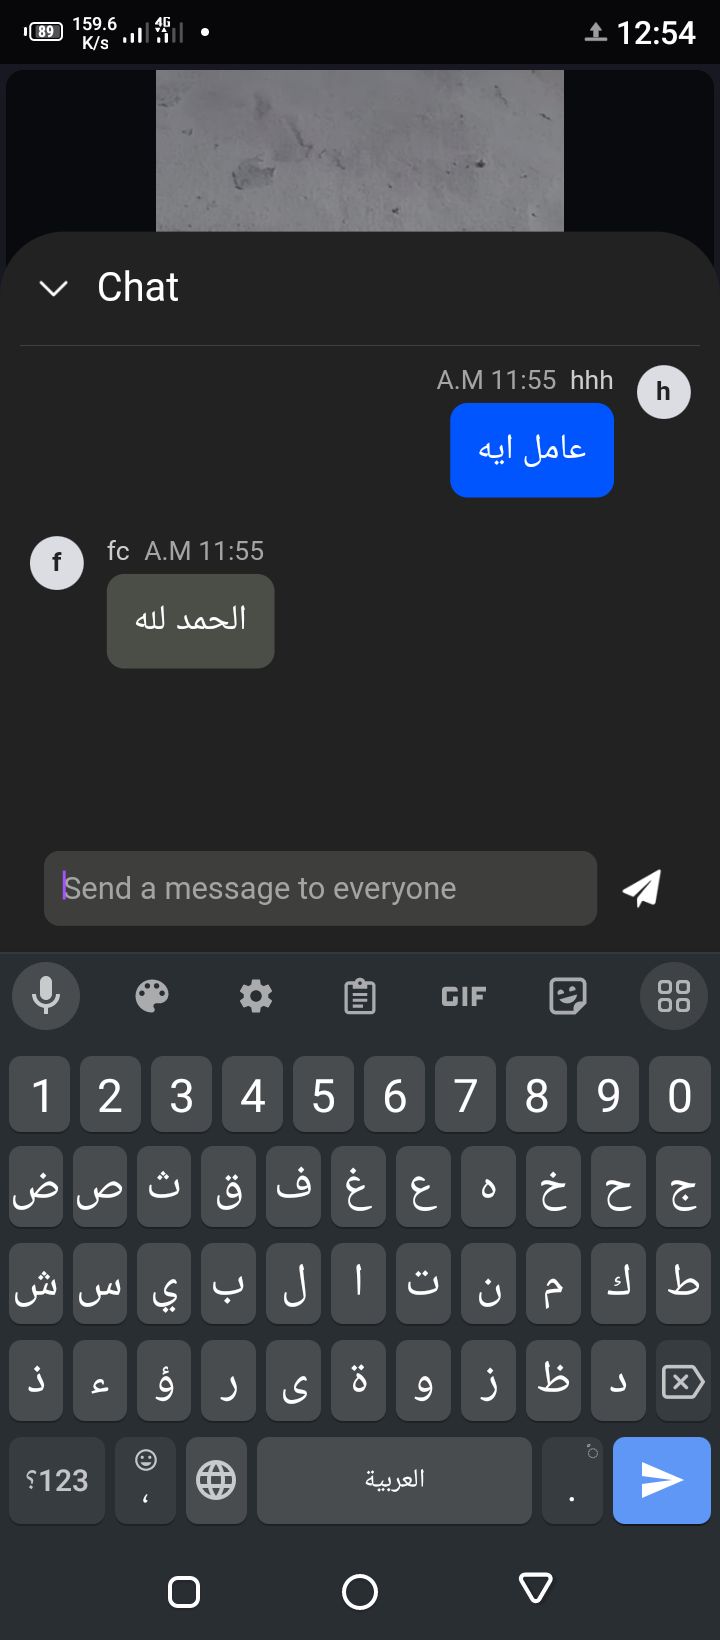 89 159.6 K/s 4G 12:54
Chat
A.M 11:55 hhh
h
عامل ايه
f
fc A.M 11:55
الحمد لله
Send a message to everyone
GIF
1 2 3 4 5 6 7 8 9 0
ض ص ث ق ف غ ع ه خ ح ج
ش س ي ب ل ا ت ن م ك ط
ذ ء ؤ ر ى ة و ز ظ د
؟123 ، العربية .